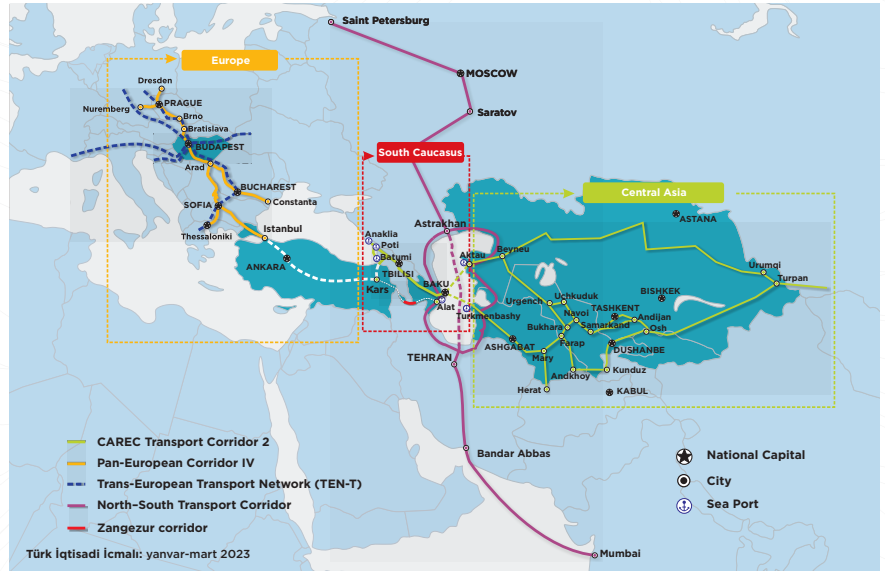 Saint Petersburg
MOSCOW
Saratov
Europe
Dresden
Nuremberg
PRAGUE
Brno
Bratislava
BUDAPEST
Arad
BUCHAREST
Constanta
SOFIA
Thessaloniki
Istanbul
ANKARA
South Caucasus
Astrakhan
Anaklia
Poti
Batumi
TBILISI
Kars
BAKU
Alat
Central Asia
ASTANA
Aktau
Beyneu
Urumqi
Turpan
BISHKEK
Urgench
Uchkuduk
Navoi
TASHKENT
Andijan
Turkmenbashy
Bukhara
Samarkand
Osh
ASHGABAT
Farap
DUSHANBE
Mary
Andkhoy
Kunduz
Herat
KABUL
TEHRAN
Bandar Abbas
Mumbai
CAREC Transport Corridor 2
Pan-European Corridor IV
Trans-European Transport Network (TEN-T)
North–South Transport Corridor
Zangezur corridor
National Capital
City
Sea Port
Türk İqtisadi İcmalı: yanvar-mart 2023